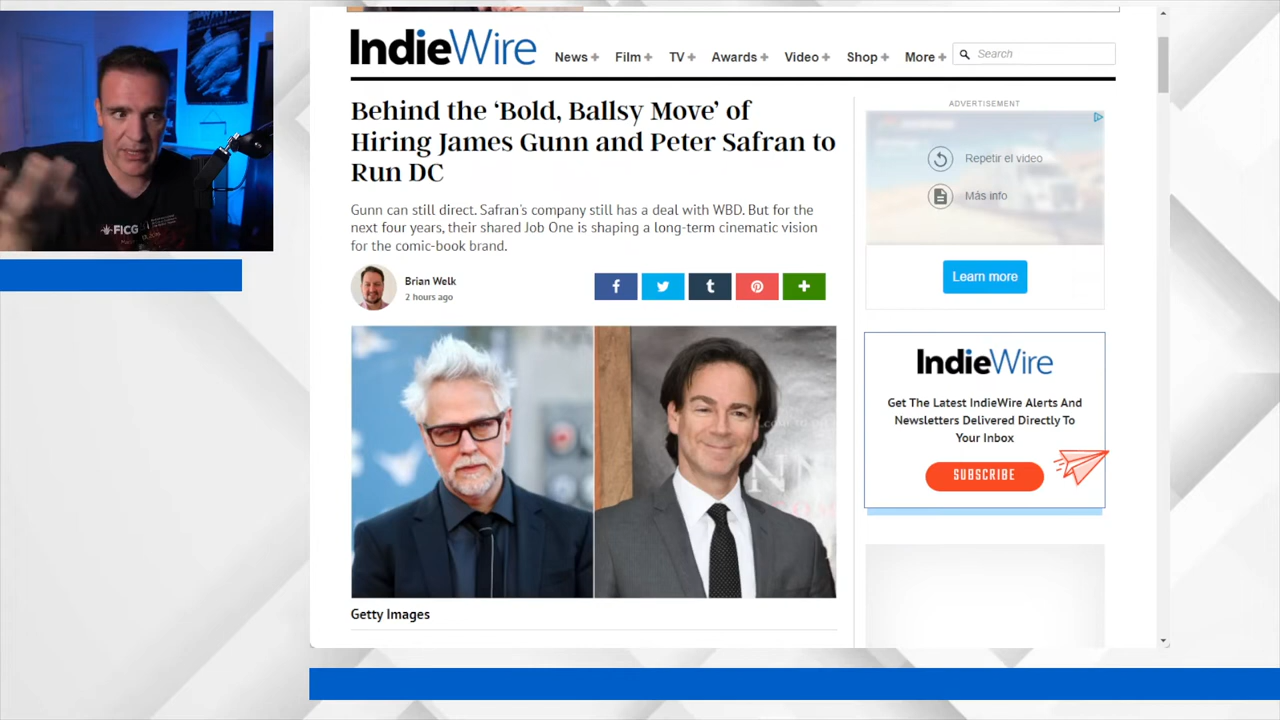 FICG
IndieWire
News +
Film +
TV +
Awards +
Video +
Shop +
More +
Search
Behind the ‘Bold, Ballsy Move’ of
Hiring James Gunn and Peter Safran to
Run DC
Gunn can still direct. Safran's company still has a deal with WBD. But for the
next four years, their shared Job One is shaping a long-term cinematic vision
for the comic-book brand.
Brian Welk
2 hours ago
f
t
+
Getty Images
ADVERTISEMENT
Repetir el video
Más info
Learn more
IndieWire
Get The Latest IndieWire Alerts And
Newsletters Delivered Directly To
Your Inbox
SUBSCRIBE